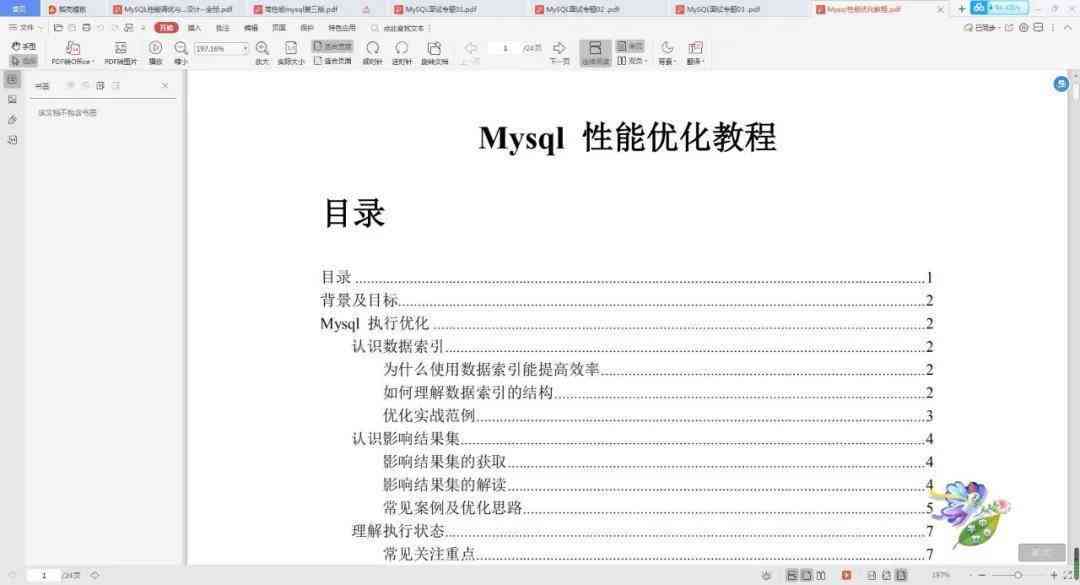 首页 稻壳模板 MySQL性能调优与...设计--全部.pdf 高性能mysql第三版.pdf MySQL面试专题01.pdf MySQL面试专题02 .pdf MySQL面试专题03 .pdf Mysql性能优化教程.pdf
文件 开始 插入 批注 编辑 页面 保护 特色应用 点此查找文本 已同步
手型 197.16% 适合宽度 单页
选择 PDF转Office PDF转图片 播放 缩小 放大 实际大小 适合页面 顺时针 逆时针 旋转文档 上一页 1 /24页 下一页 连续阅读 双页 背景 翻译
书签
该文档不包含书签
Mysql 性能优化教程
目录
目录 1
背景及目标 2
Mysql 执行优化 2
认识数据索引 2
为什么使用数据索引能提高效率 2
如何理解数据索引的结构 2
优化实战范例 3
认识影响结果集 4
影响结果集的获取 4
影响结果集的解读 4
常见案例及优化思路 5
理解执行状态 7
常见关注重点 7
1 /24页 197%